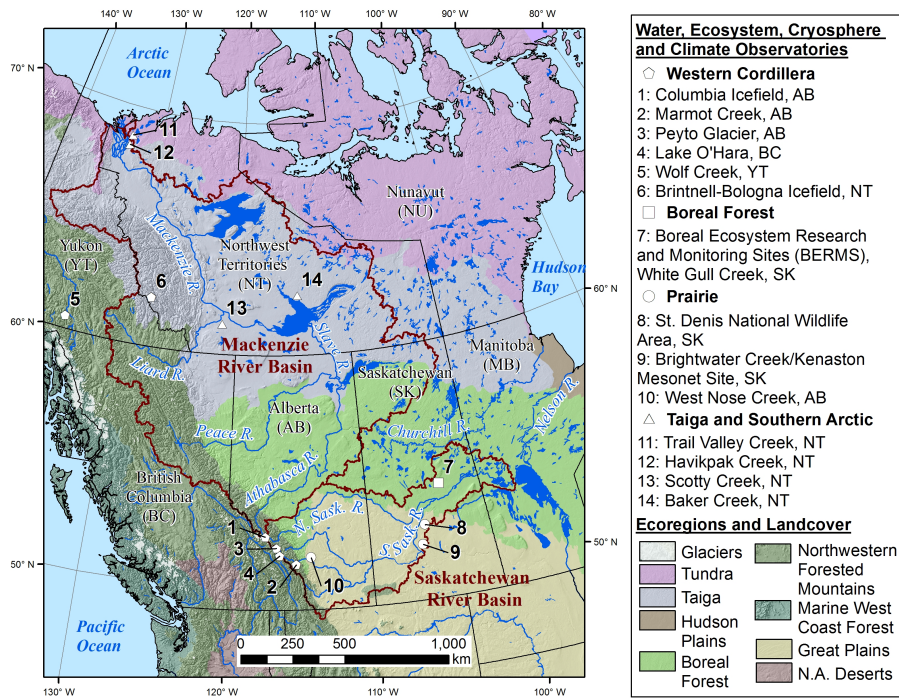 130° W 120° W 110° W 100° W 90° W 80° W
70° N
60° N
50° N
Arctic
Ocean
11
12
Nunavut
(NU)
Mackenzie R.
Yukon
(YT)
Northwest
Territories
(NT)
Hudson
Bay
6
14
5
13
60° N
Mackenzie
River Basin
Slave R.
Manitoba
(MB)
Liard R.
Saskatchewan
(SK)
Alberta
(AB)
Nelson R.
Peace R.
Churchill R.
Athabasca R.
7
British
Columbia
(BC)
N. Sask. R.
S. Sask. R.
1
8
3
9
50° N
4
2
10
Saskatchewan
River Basin
Pacific
Ocean
0 250 500 1,000
km
130° W 120° W 110° W 100° W
Water, Ecosystem, Cryosphere
and Climate Observatories
Western Cordillera
1: Columbia Icefield, AB
2: Marmot Creek, AB
3: Peyto Glacier, AB
4: Lake O'Hara, BC
5: Wolf Creek, YT
6: Brintnell-Bologna Icefield, NT
Boreal Forest
7: Boreal Ecosystem Research
and Monitoring Sites (BERMS),
White Gull Creek, SK
Prairie
8: St. Denis National Wildlife
Area, SK
9: Brightwater Creek/Kenaston
Mesonet Site, SK
10: West Nose Creek, AB
Taiga and Southern Arctic
11: Trail Valley Creek, NT
12: Havikpak Creek, NT
13: Scotty Creek, NT
14: Baker Creek, NT
Ecoregions and Landcover
Glaciers
Tundra
Taiga
Hudson
Plains
Boreal
Forest
Northwestern
Forested
Mountains
Marine West
Coast Forest
Great Plains
N.A. Deserts